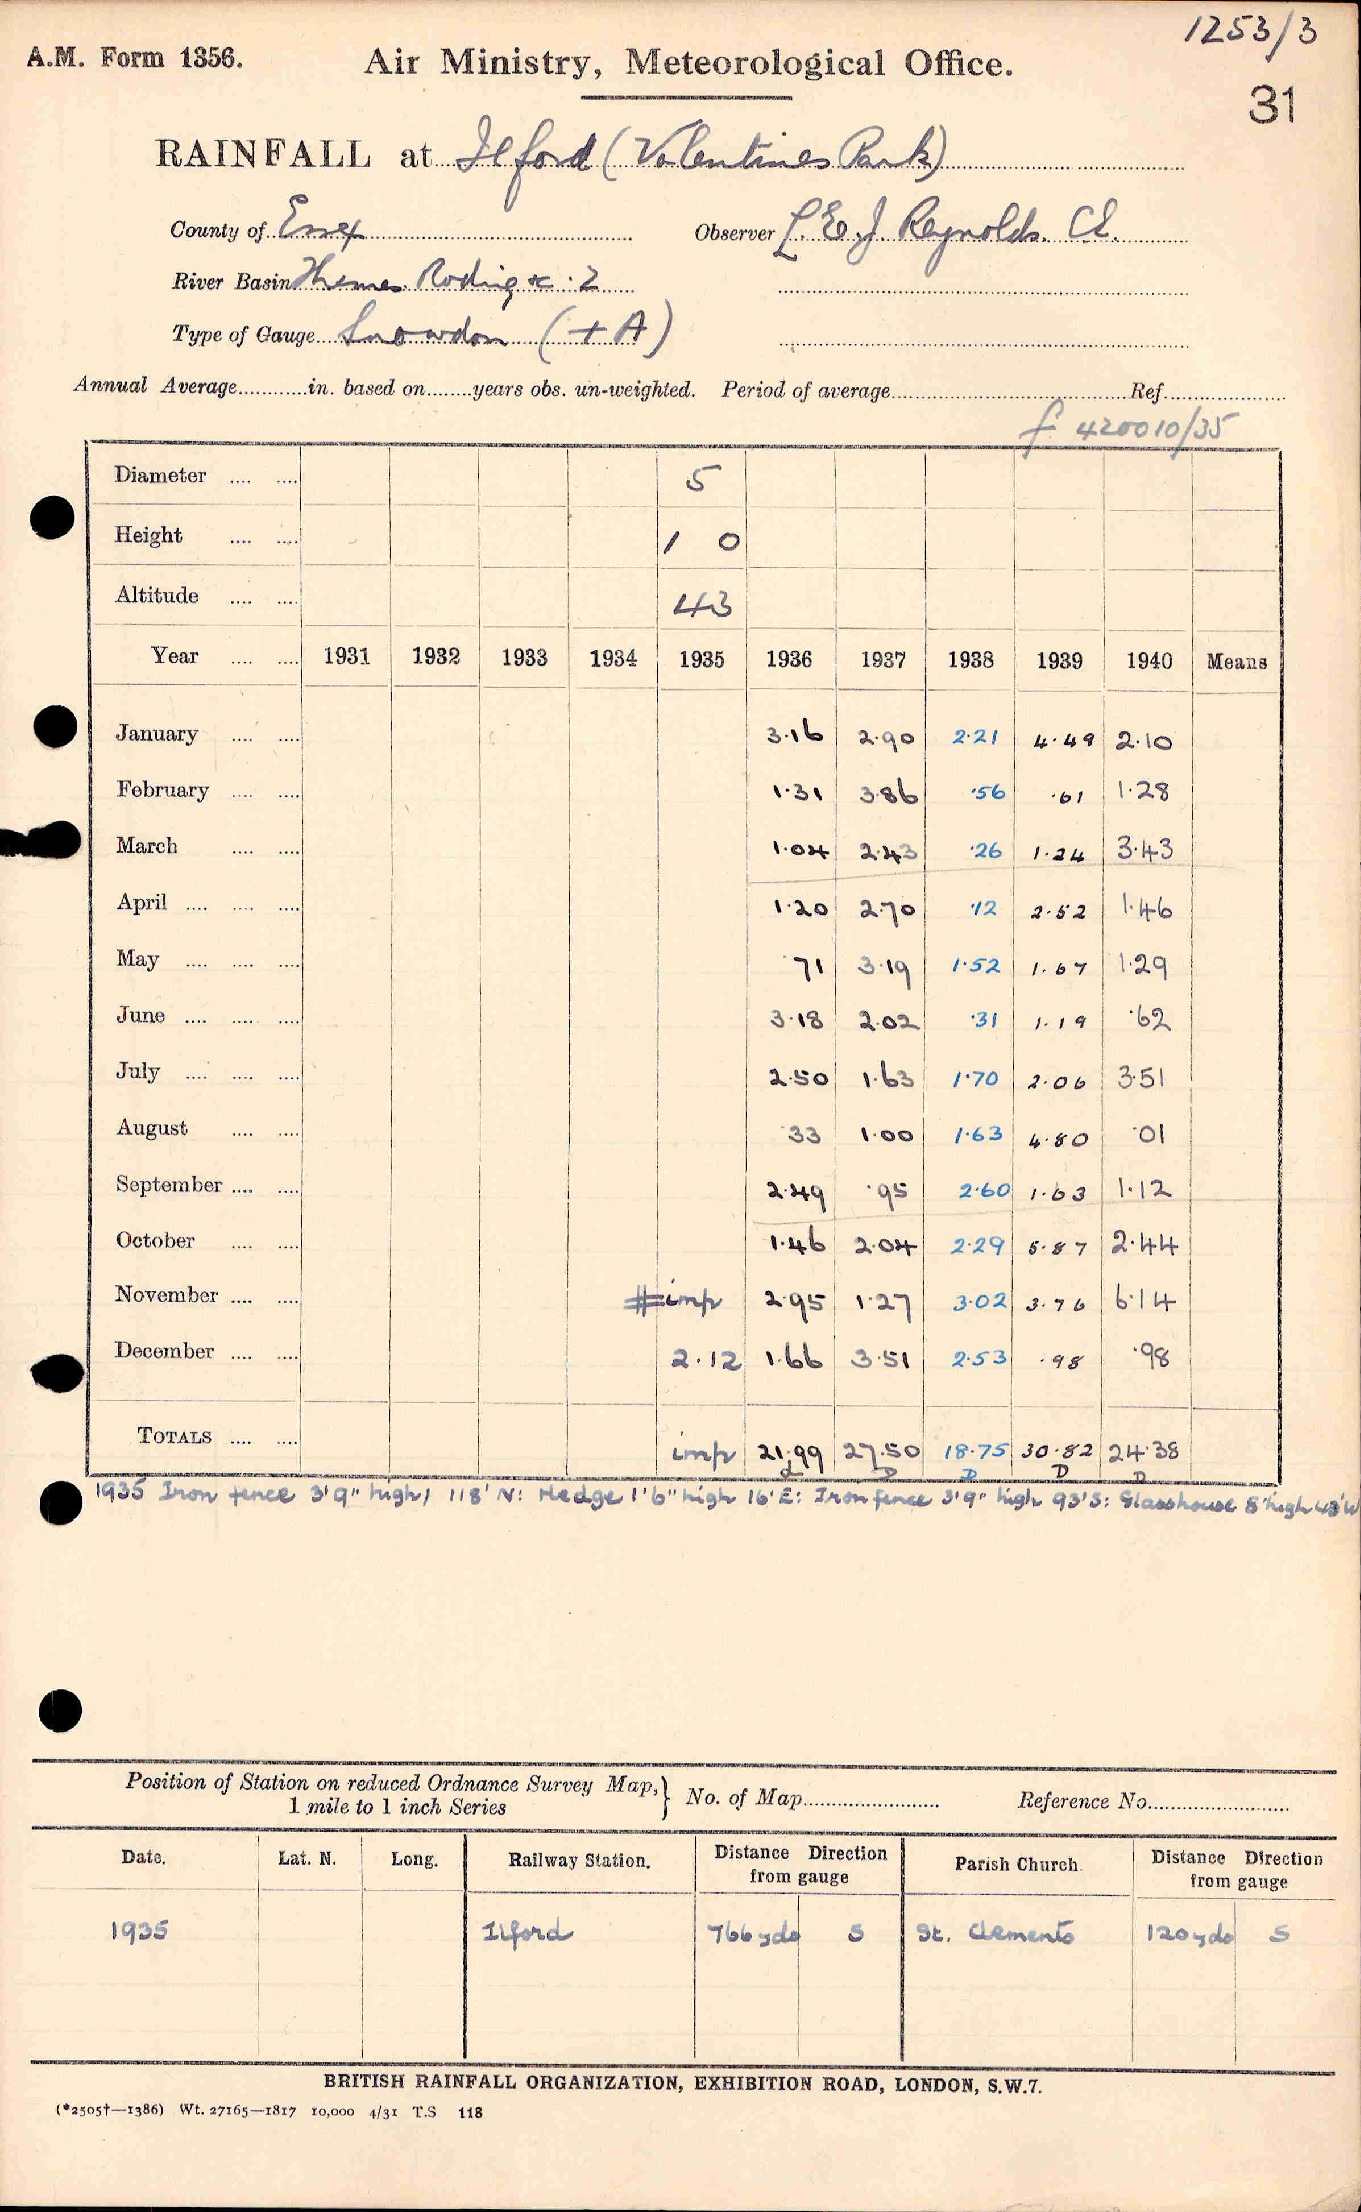 1253/3
A.M. Form 1356.
Air Ministry, Meteorological Office.
31
RAINFALL at Ilford (Valentines Park)
County of Essex Observer L. E. J. Reynolds. CE.
River Basin Thames Roding &c. 2
Type of Gauge Snowdon (+A)
Annual Average............in. based on........years obs. un-weighted. Period of average..............................Ref....................
f 420010/35
Diameter .... .... 5
Height .... .... 1 0
Altitude .... .... 43
Year .... .... 1931 1932 1933 1934 1935 1936 1937 1938 1939 1940 Means
January .... .... 3·16 2·90 2·21 4·49 2·10
February .... .... 1·31 3·86 ·56 ·61 1·28
March .... .... 1·04 2·43 ·26 1·24 3·43
April .... .... .... 1·20 2·70 ·12 2·52 1·46
May .... .... .... ·71 3·19 1·52 1·67 1·29
June .... .... .... 3·18 2·02 ·31 1·19 ·62
July .... .... .... 2·50 1·63 1·70 2·06 3·51
August .... .... ·33 1·00 1·63 4·80 ·01
September .... .... 2·49 ·95 2·60 1·63 1·12
October .... .... 1·46 2·04 2·29 5·87 2·44
November .... .... # imp 2·95 1·27 3·02 3·76 6·14
December .... .... 2·12 1·66 3·51 2·53 ·98 ·98
TOTALS .... .... imp 21·99 27·50 18·75 30·82 24·38
D D D D
1935 Iron fence 3'9" high, 118' N: Hedge 1'6" high 16' E: Iron fence 3'9" high 93' S: Glasshouse 8' high 43' W
Position of Station on reduced Ordnance Survey Map, } No. of Map........................ Reference No.........................
1 mile to 1 inch Series
Date. Lat. N. Long. Railway Station. Distance from gauge Direction Parish Church. Distance from gauge Direction
1935 Ilford 766 yds S St. Clements 120 yds S
BRITISH RAINFALL ORGANIZATION, EXHIBITION ROAD, LONDON, S.W.7.
(*2505†—1386) Wt. 27165—1817 10,000 4/31 T.S 118